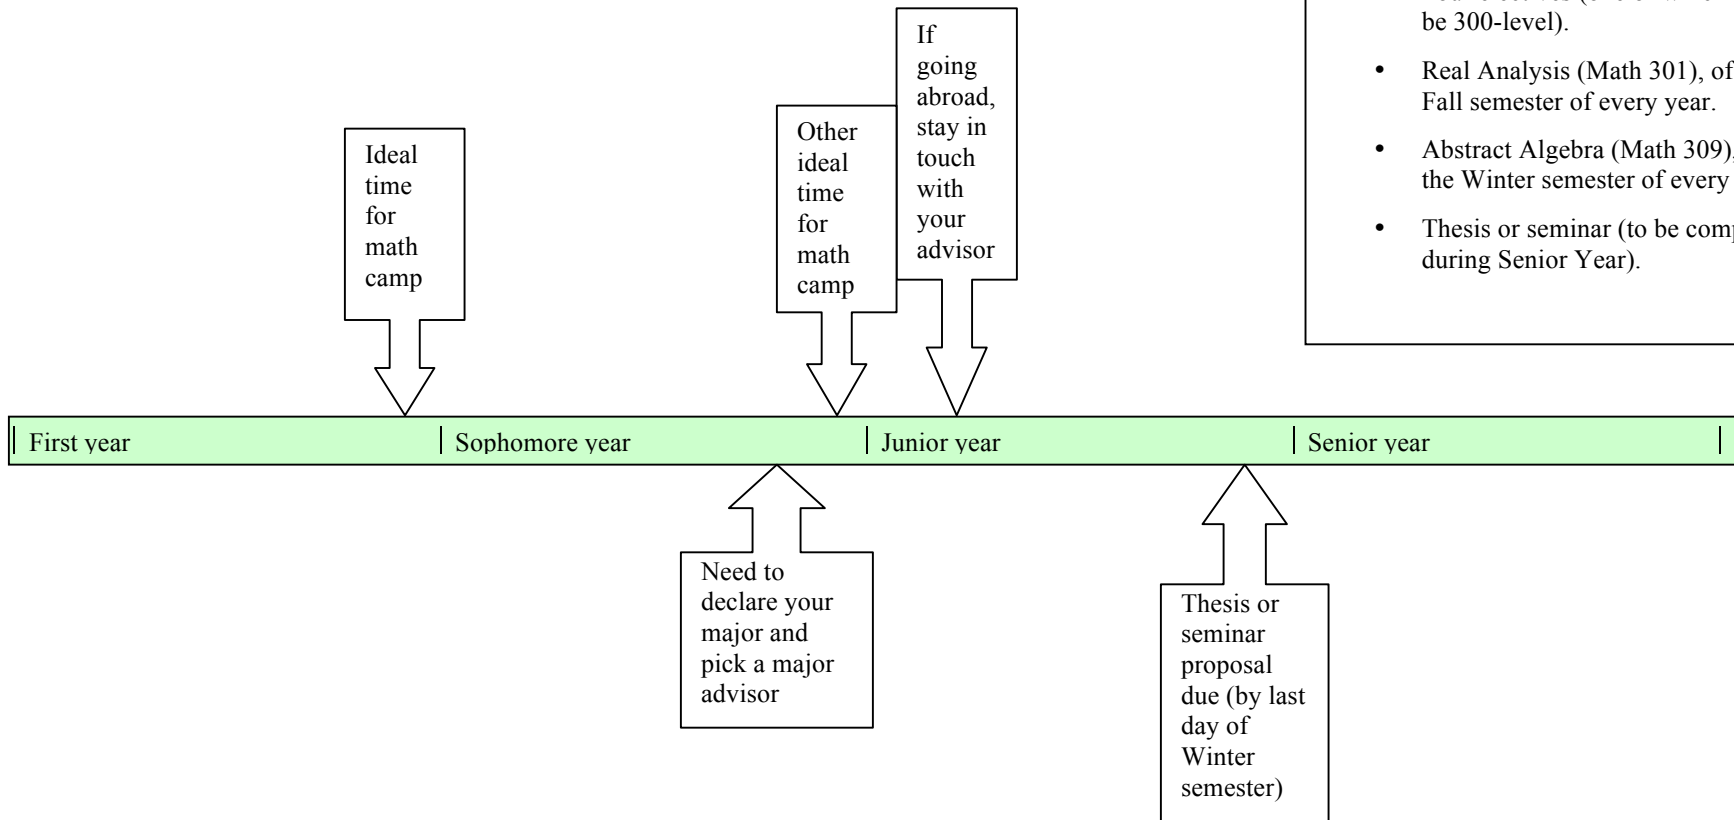 be 300-level).
• Real Analysis (Math 301), of
Fall semester of every year.
• Abstract Algebra (Math 309),
the Winter semester of every
• Thesis or seminar (to be comp
during Senior Year).
If
going
abroad,
stay in
touch
with
your
advisor
Other
ideal
time
for
math
camp
Ideal
time
for
math
camp
First year
Sophomore year
Junior year
Senior year
Need to
declare your
major and
pick a major
advisor
Thesis or
seminar
proposal
due (by last
day of
Winter
semester)